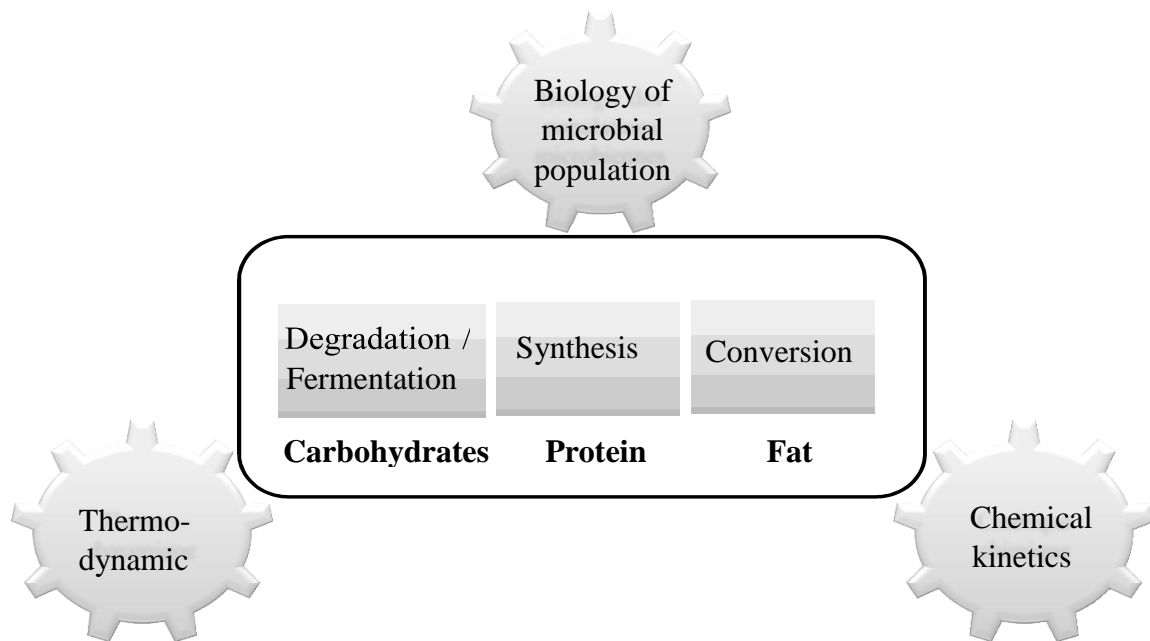 Biology of
microbial
population
Degradation /
Fermentation
Synthesis
Conversion
Carbohydrates
Protein
Fat
Thermo-
dynamic
Chemical
kinetics